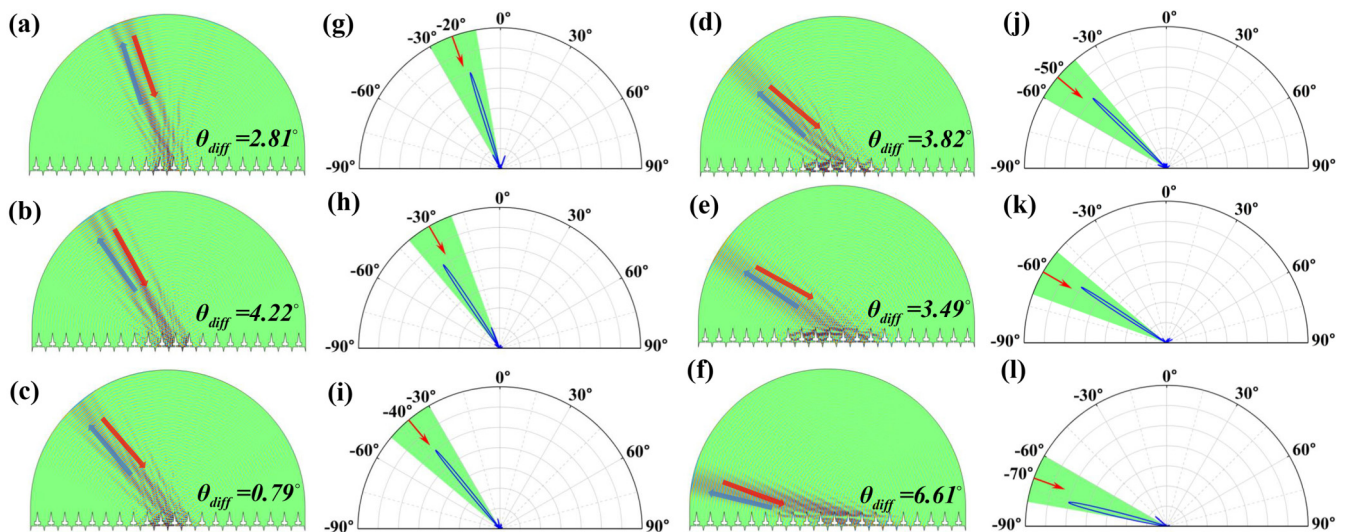 (a)
θdiff=2.81°
(g)
0°
-20°
-30°
30°
-60°
60°
-90°
90°
(d)
θdiff=3.82°
(j)
0°
-30°
30°
-50°
-60°
60°
-90°
90°
(b)
θdiff=4.22°
(h)
0°
-30°
30°
-60°
60°
-90°
90°
(e)
θdiff=3.49°
(k)
0°
-30°
30°
-60°
60°
-90°
90°
(c)
θdiff=0.79°
(i)
0°
-30°
30°
-40°
-60°
60°
-90°
90°
(f)
θdiff=6.61°
(l)
0°
-30°
30°
-60°
60°
-70°
-90°
90°